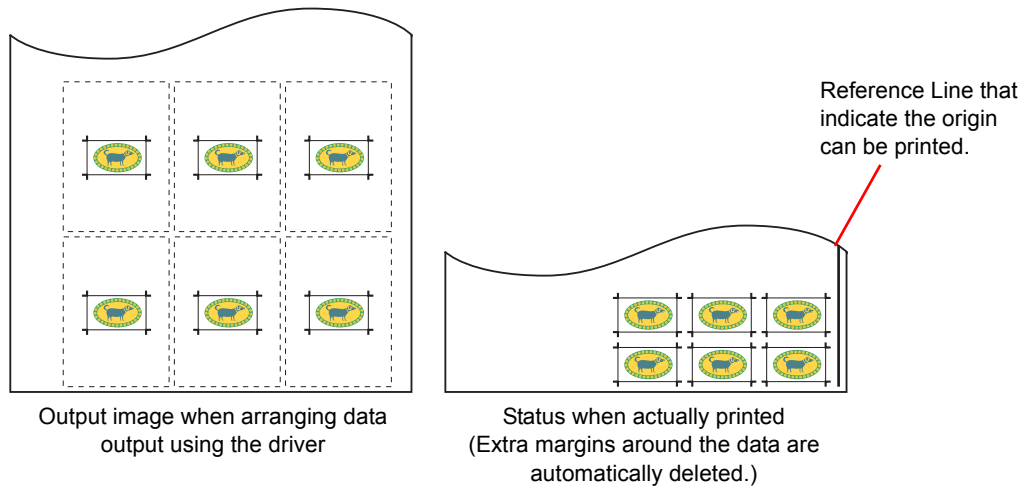 Reference Line that
indicate the origin
can be printed.
Output image when arranging data
output using the driver
Status when actually printed
(Extra margins around the data are
automatically deleted.)